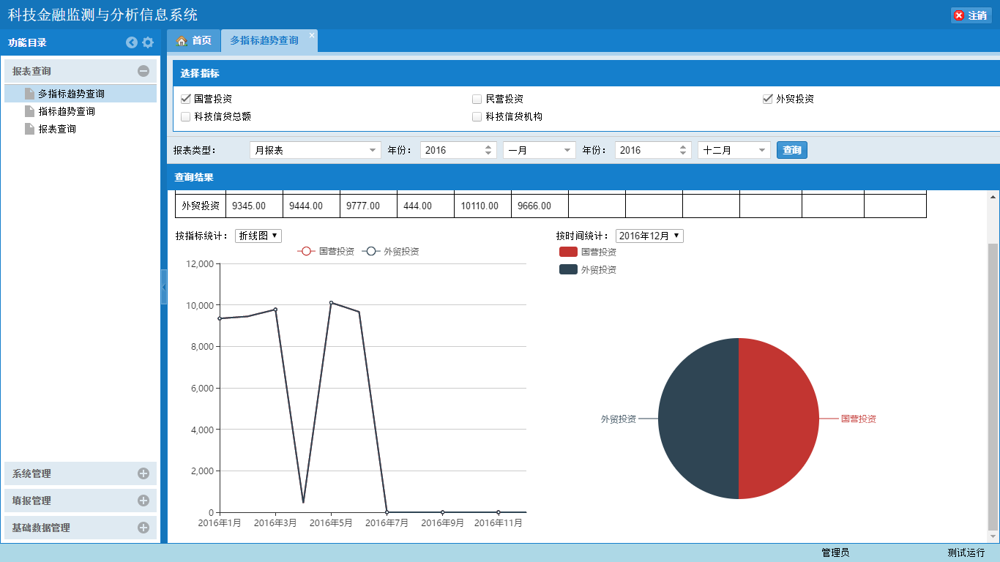 科技金融监测与分析信息系统
注销
功能目录
首页
多指标趋势查询
报表查询
多指标趋势查询
指标趋势查询
报表查询
系统管理
填报管理
基础数据管理
选择指标
国营投资
民营投资
外贸投资
科技信贷总额
科技信贷机构
报表类型：
月报表
年份：
2016
一月
年份：
2016
十二月
查询
查询结果
外贸投资 9345.00 9444.00 9777.00 444.00 10110.00 9666.00
按指标统计： 折线图
国营投资 外贸投资
12,000
10,000
8,000
6,000
4,000
2,000
0
2016年1月 2016年3月 2016年5月 2016年7月 2016年9月 2016年11月
按时间统计： 2016年12月
国营投资
外贸投资
外贸投资
国营投资
管理员
测试运行